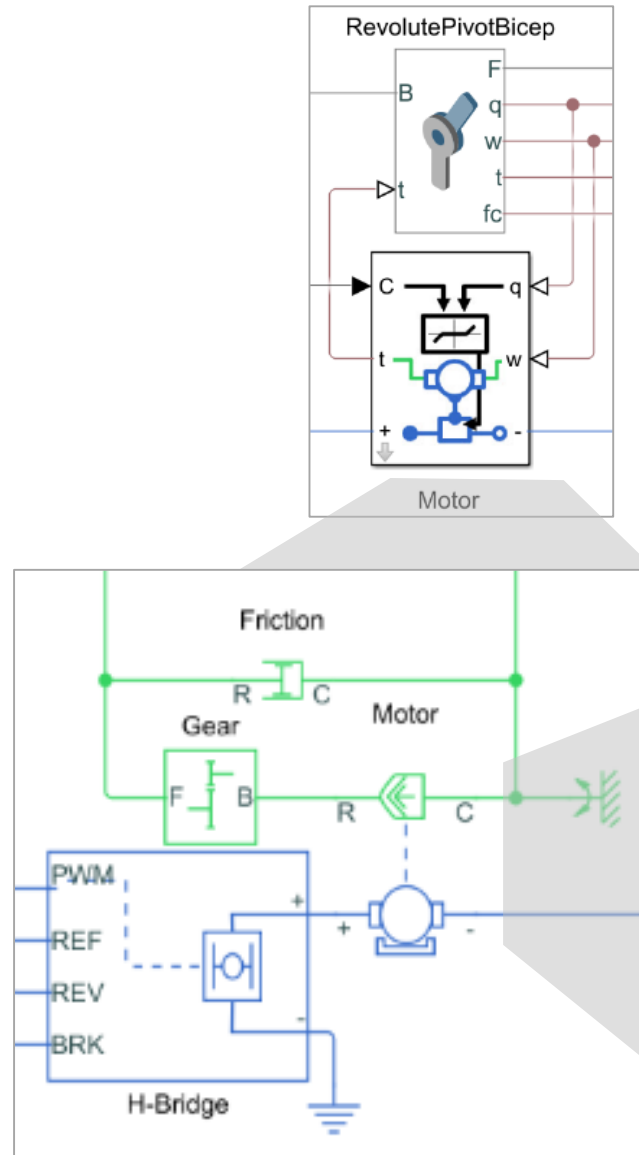 RevolutePivotBicep
F
B
q
w
t
t
fc
C
q
t
w
+
-
Motor
Friction
R
C
Gear
Motor
F
B
R
C
PWM
+
+
-
REF
REV
-
BRK
H-Bridge